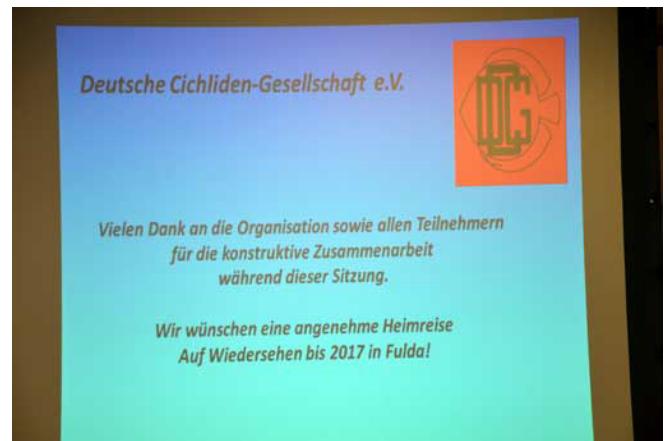 Deutsche Cichliden-Gesellschaft e.V.
DCG
Vielen Dank an die Organisation sowie allen Teilnehmern
für die konstruktive Zusammenarbeit
während dieser Sitzung.
Wir wünschen eine angenehme Heimreise
Auf Wiedersehen bis 2017 in Fulda!